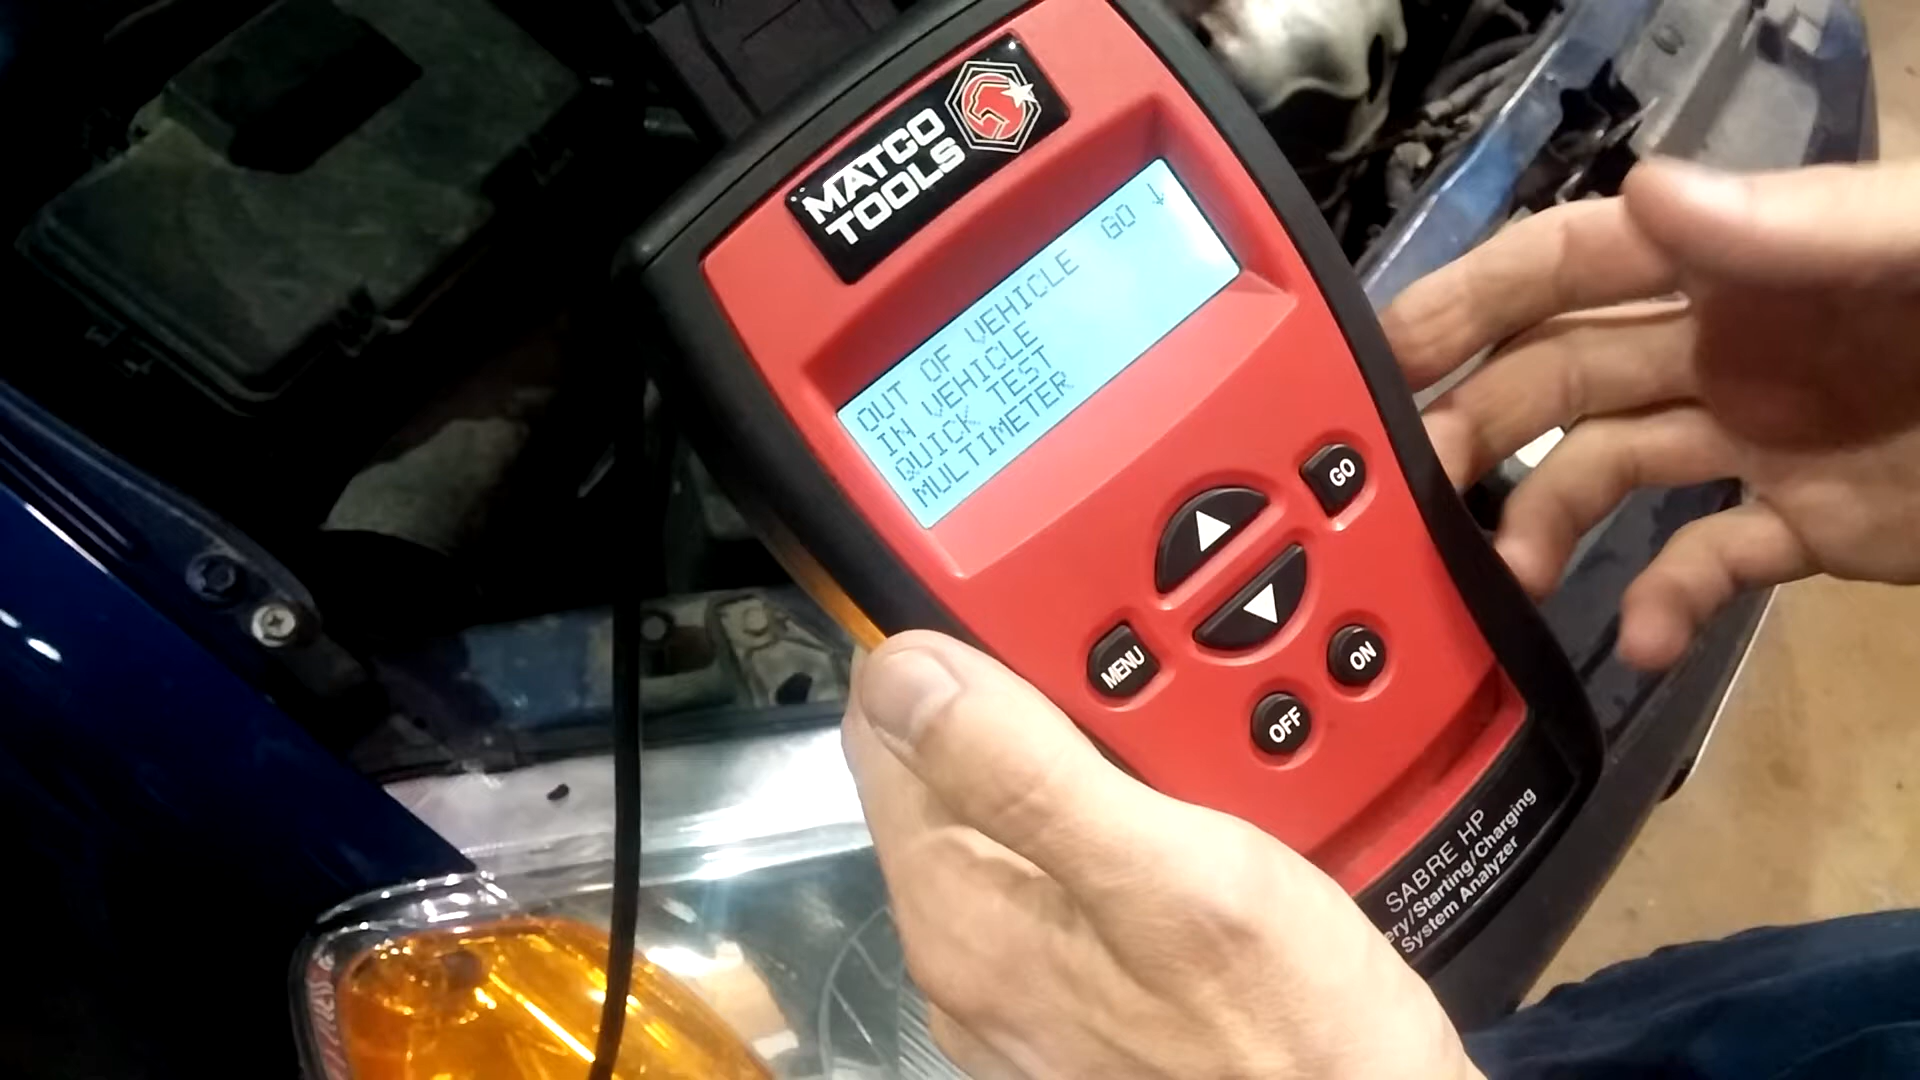 MATCO
TOOLS
OUT OF VEHICLE GO ↓
IN VEHICLE
QUICK TEST
MULTIMETER
GO
MENU
ON
OFF
SABRE HP
ery/Starting/Charging
System Analyzer